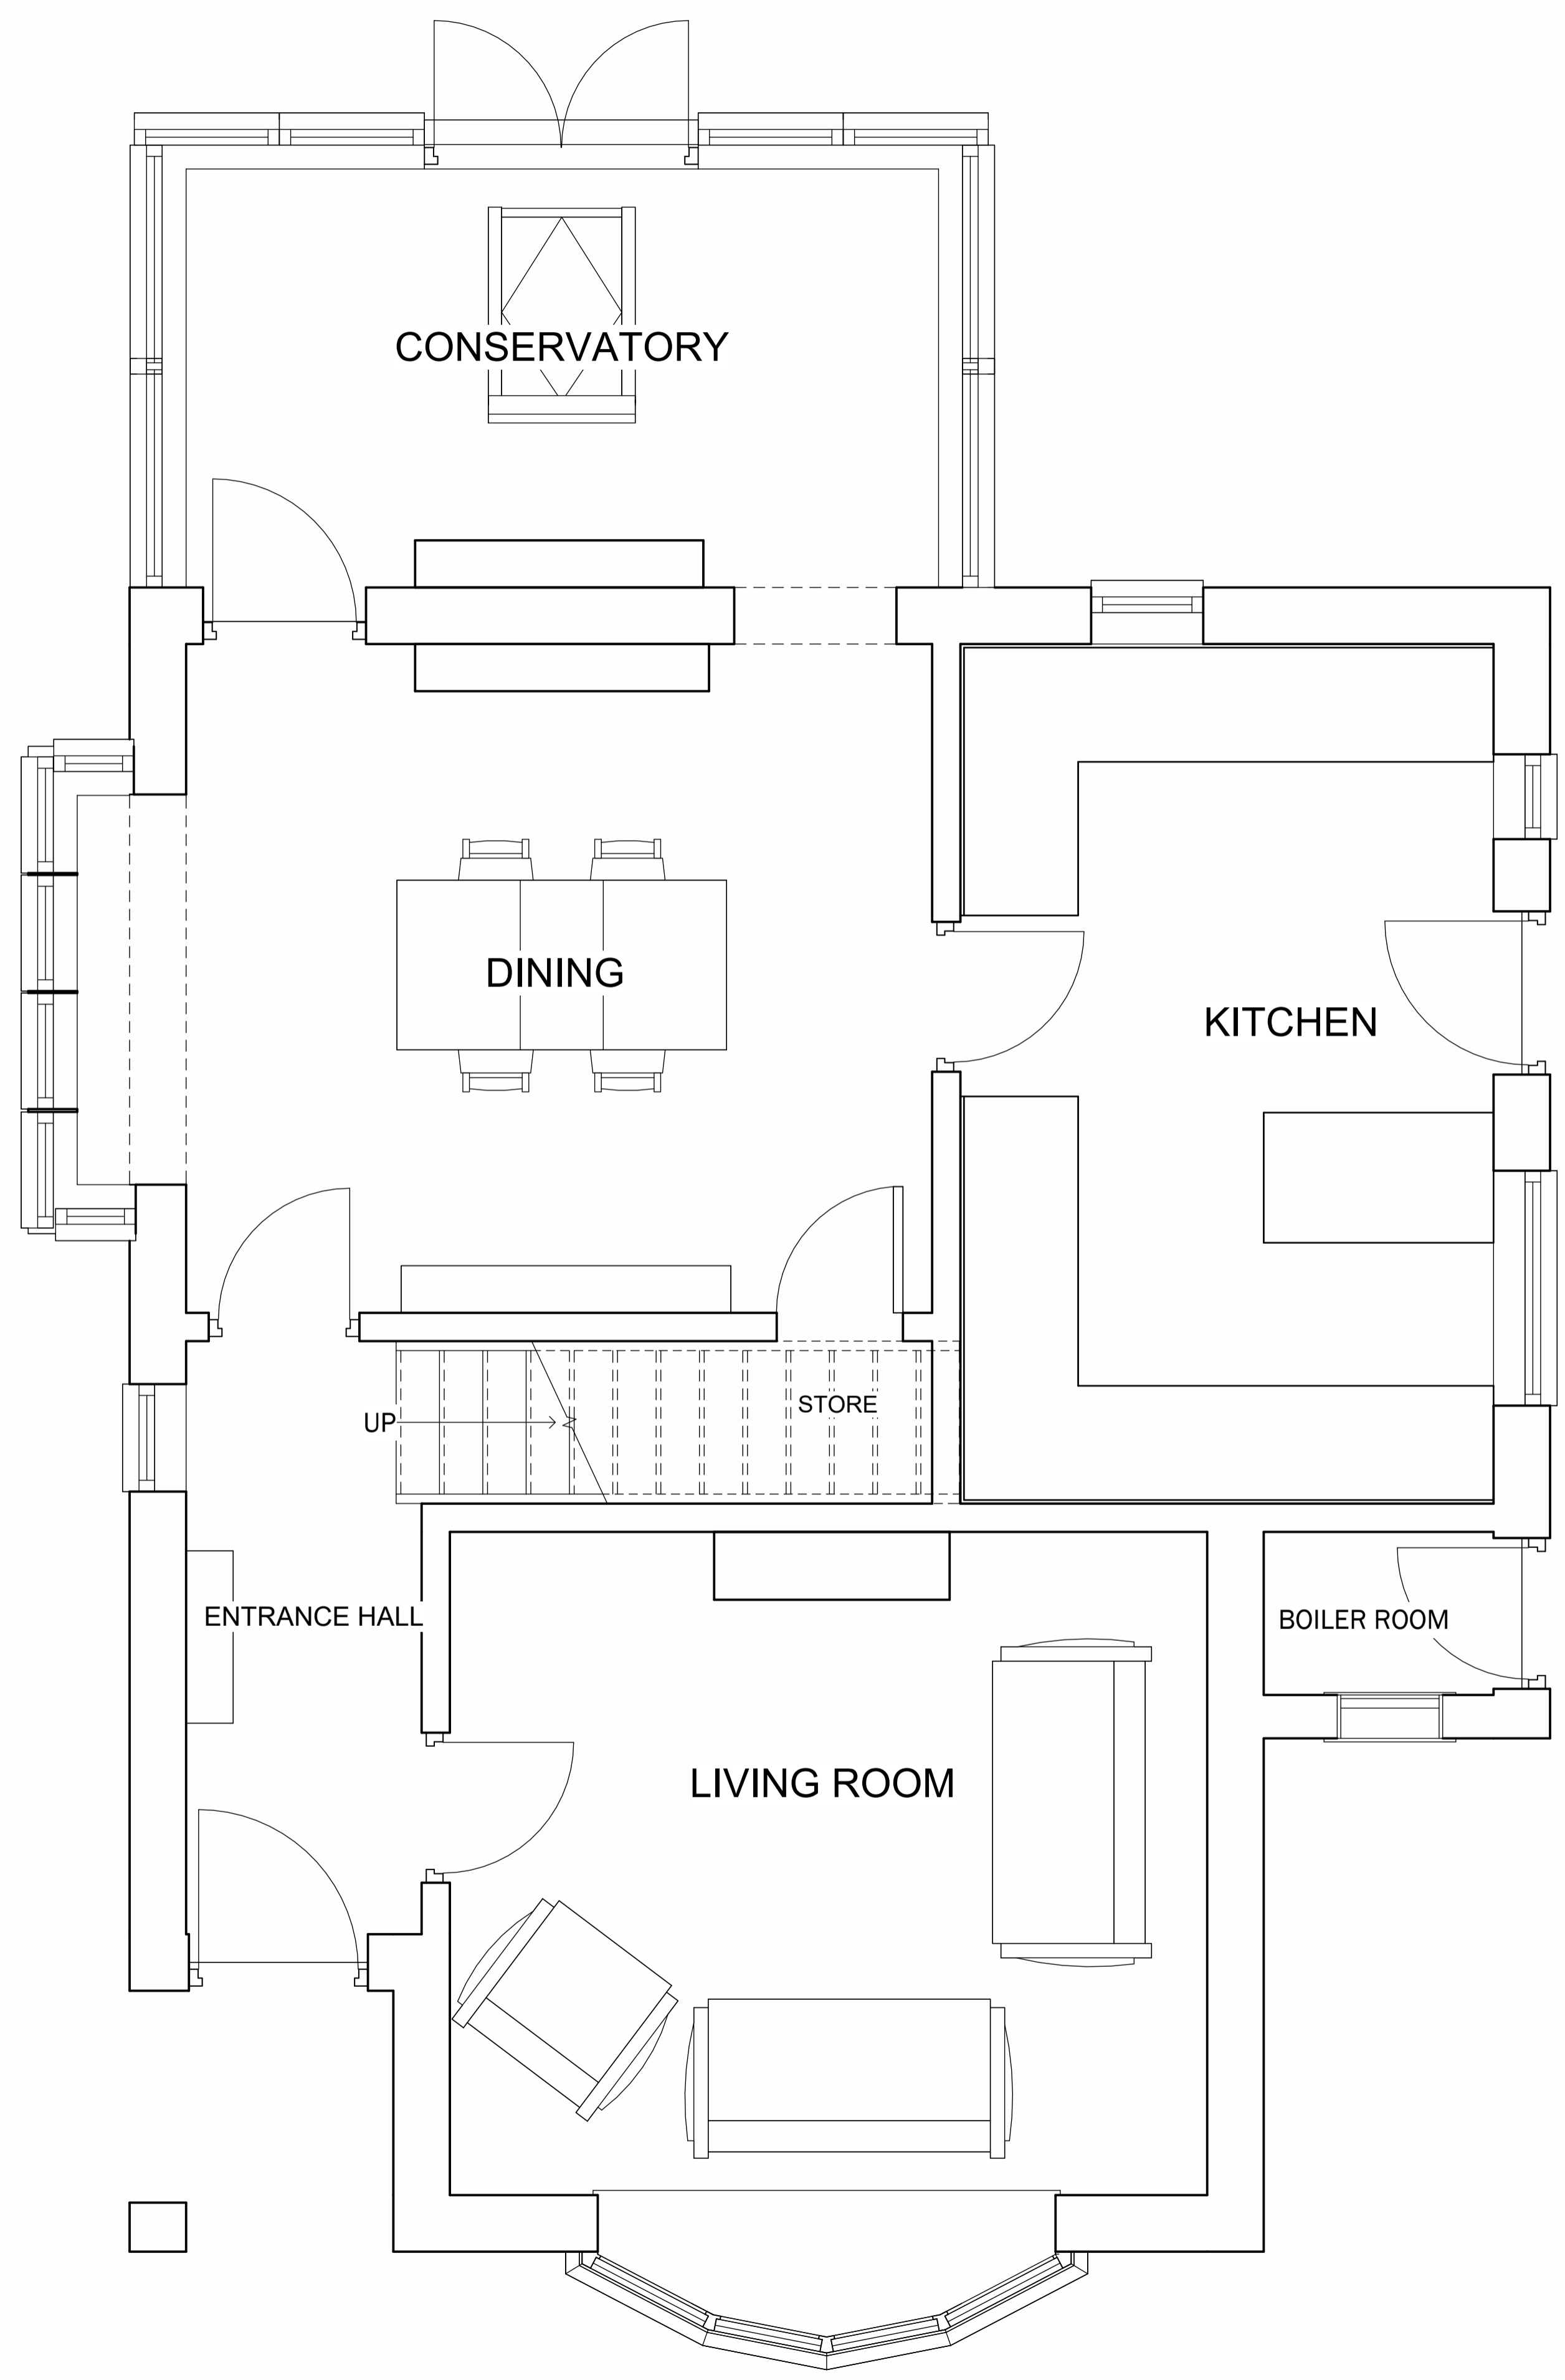 CONSERVATORY
DINING
KITCHEN
STORE
UP
ENTRANCE HALL
BOILER ROOM
LIVING ROOM